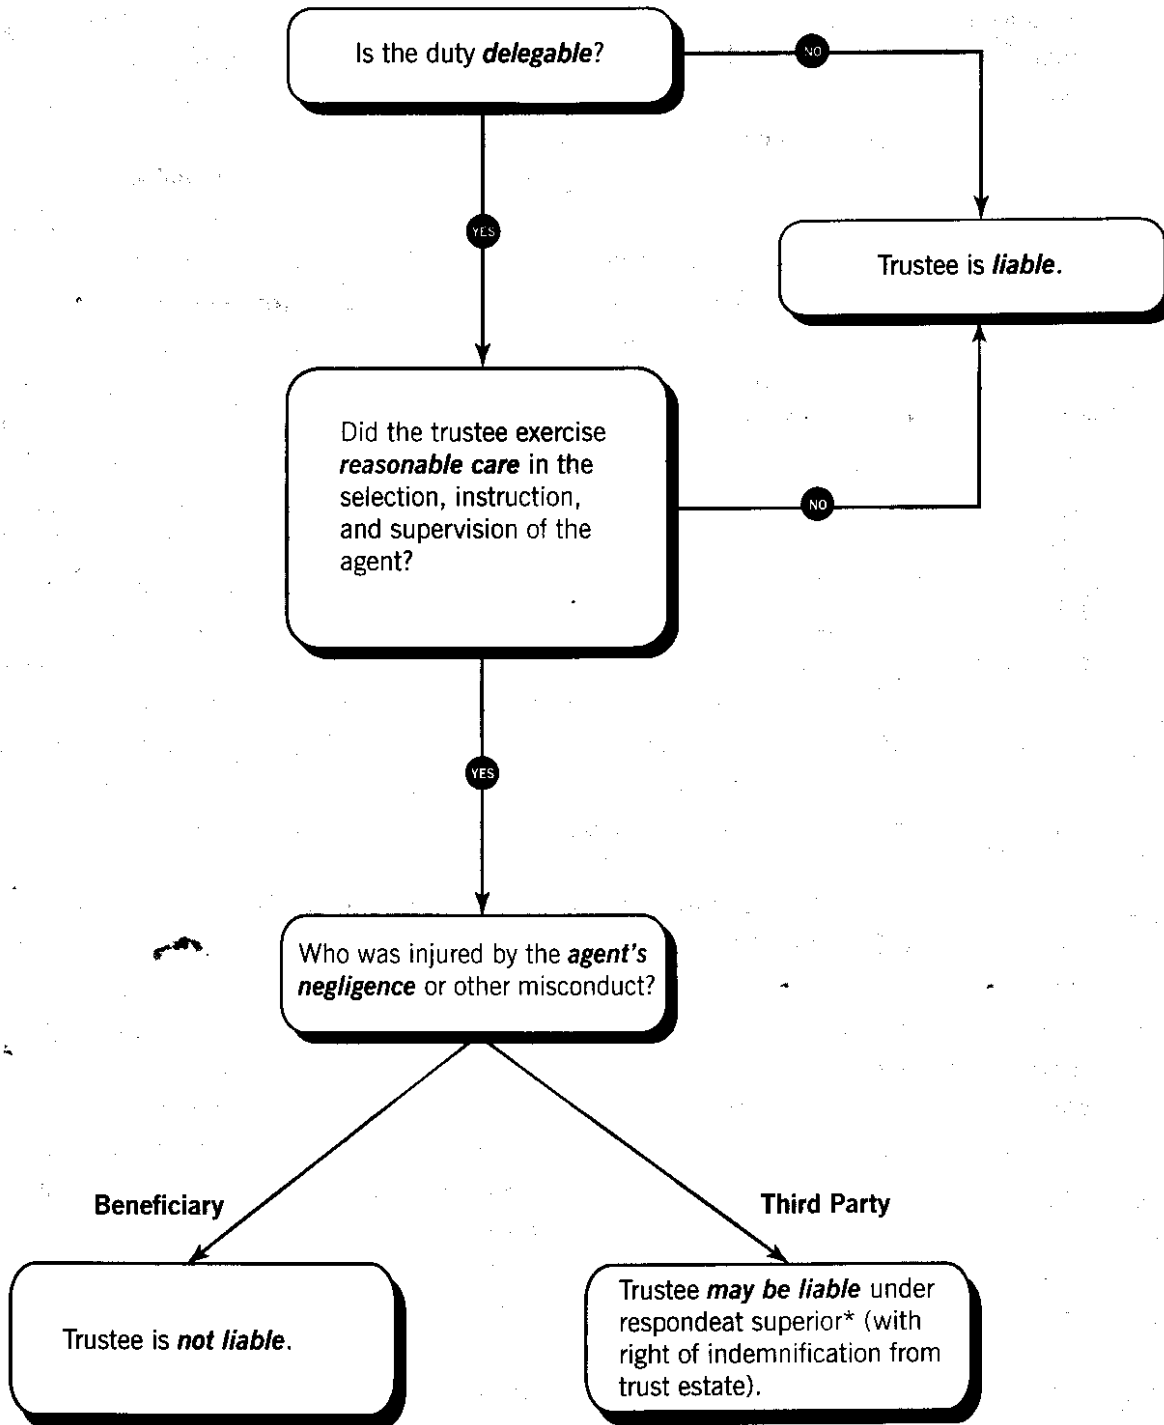 Is the duty delegable?
NO
YES
Trustee is liable.
Did the trustee exercise
reasonable care in the
selection, instruction,
and supervision of the
agent?
NO
YES
Who was injured by the agent's
negligence or other misconduct?
Beneficiary
Third Party
Trustee is not liable.
Trustee may be liable under
respondeat superior* (with
right of indemnification from
trust estate).